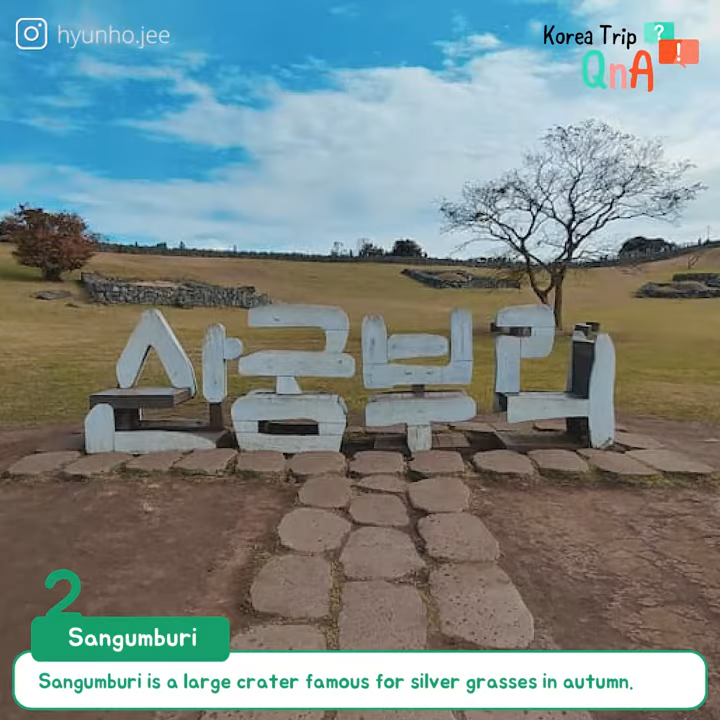 hyunho.jee
Korea Trip ?
QnA !
산굼부리
2
Sangumburi
Sangumburi is a large crater famous for silver grasses in autumn.